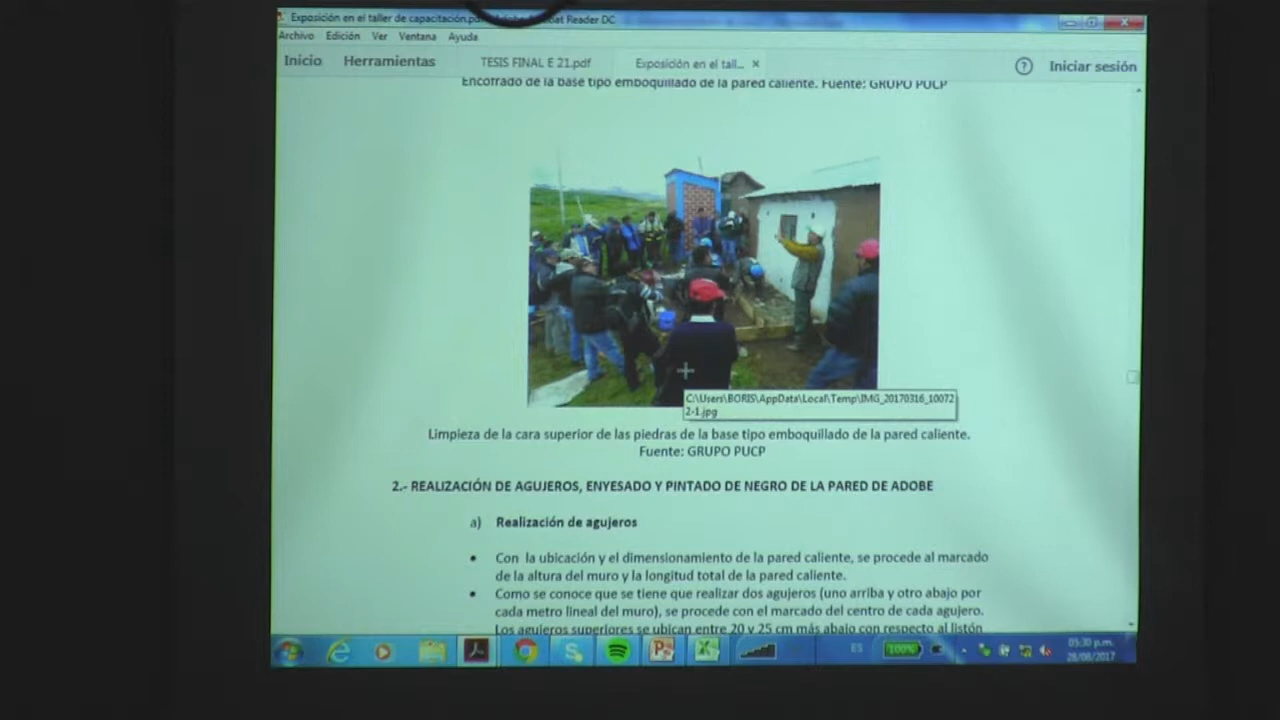 Exposición en el taller de capacitación.pdf - Adobe Acrobat Reader DC
Archivo Edición Ver Ventana Ayuda
Inicio Herramientas TESIS FINAL E 21.pdf Exposición en el tall... × ? Iniciar sesión
Encofrado de la base tipo emboquillado de la pared caliente. Fuente: GRUPO PUCP
C:\Users\BORIS\AppData\Local\Temp\IMG_20170316_10072
2-1.jpg
Limpieza de la cara superior de las piedras de la base tipo emboquillado de la pared caliente.
Fuente: GRUPO PUCP
2.- REALIZACIÓN DE AGUJEROS, ENYESADO Y PINTADO DE NEGRO DE LA PARED DE ADOBE
a) Realización de agujeros
• Con la ubicación y el dimensionamiento de la pared caliente, se procede al marcado
de la altura del muro y la longitud total de la pared caliente.
• Como se conoce que se tiene que realizar dos agujeros (uno arriba y otro abajo por
cada metro lineal del muro), se procede con el marcado del centro de cada agujero.
Los agujeros superiores se ubican entre 20 y 25 cm más abajo con respecto al listón
ES 100% 05:30 p.m.
28/08/2017